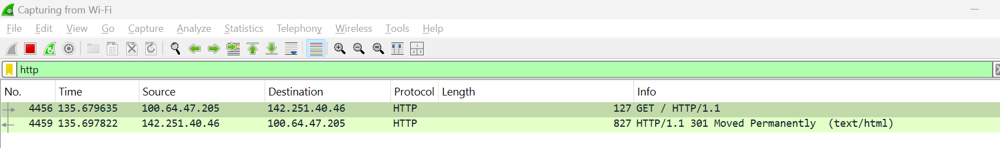 Capturing from Wi-Fi
File Edit View Go Capture Analyze Statistics Telephony Wireless Tools Help
http
No. Time Source Destination Protocol Length Info
4456 135.679635 100.64.47.205 142.251.40.46 HTTP 127 GET / HTTP/1.1
4459 135.697822 142.251.40.46 100.64.47.205 HTTP 827 HTTP/1.1 301 Moved Permanently (text/html)